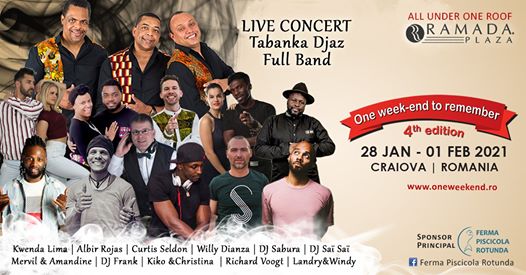 LIVE CONCERT
Tabanka Djaz
Full Band
ALL UNDER ONE ROOF
R RAMADA
PLAZA
One week-end to remember
4th edition
28 JAN - 01 FEB 2021
CRAIOVA | ROMANIA
www.oneweekend.ro
Kwenda Lima | Albir Rojas | Curtis Seldon | Willy Dianza | DJ Sabura | DJ Saï Saï
Mervil & Amandine | DJ Frank | Kiko &Christina | Richard Voogt | Landry&Windy
SPONSOR
PRINCIPAL
FERMA
PISCICOLA
ROTUNDA
f Ferma Piscicola Rotunda